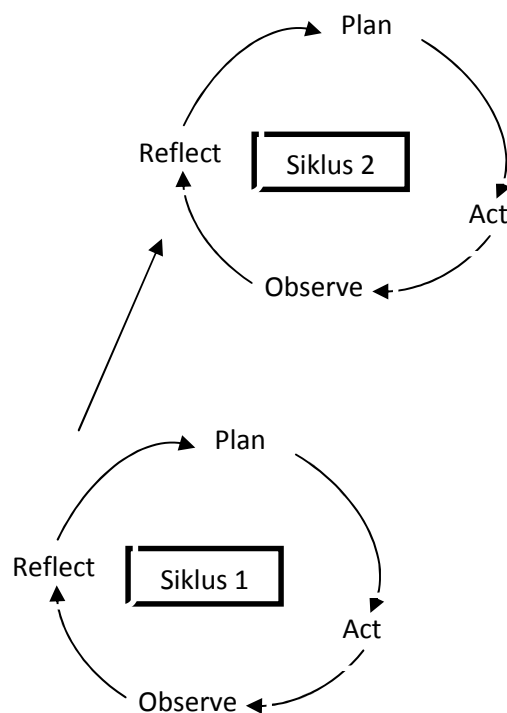 Plan
Reflect
Siklus 2
Act
Observe
Plan
Reflect
Siklus 1
Act
Observe